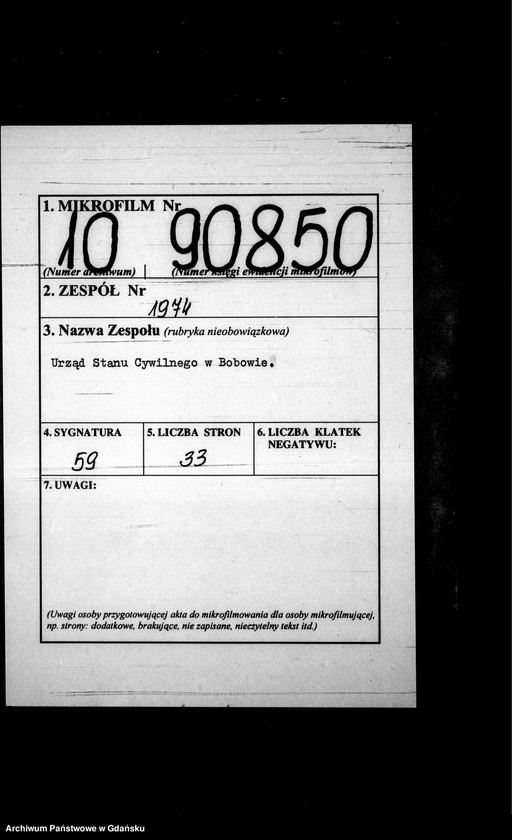 1. MIKROFILM Nr
10 90850
(Numer archiwum) (Numer księgi ewidencji mikrofilmów)
2. ZESPÓŁ Nr
1974
3. Nazwa Zespołu (rubryka nieobowiązkowa)
Urząd Stanu Cywilnego w Bobowie.
4. SYGNATURA 5. LICZBA STRON 6. LICZBA KLATEK
NEGATYWU:
59 33
7. UWAGI:
(Uwagi osoby przygotowującej akta do mikrofilmowania dla osoby mikrofilmującej,
np. strony: dodatkowe, brakujące, nie zapisane, nieczytelny tekst itd.)
Archiwum Państwowe w Gdańsku